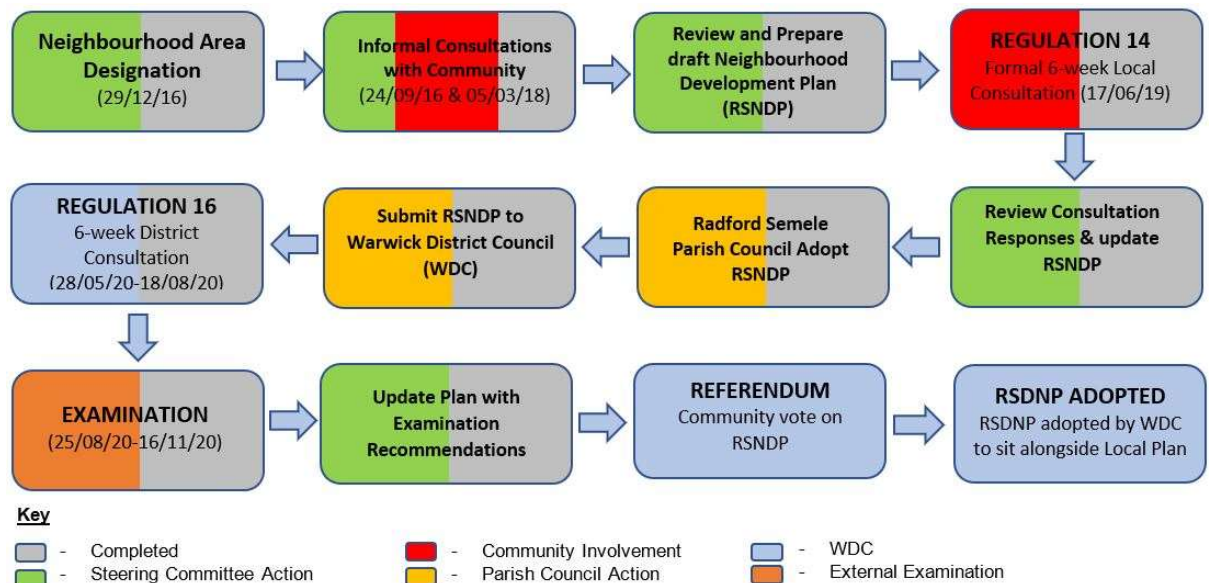 Neighbourhood Area
Designation
(29/12/16)
Informal Consultations
with Community
(24/09/16 & 05/03/18)
Review and Prepare
draft Neighbourhood
Development Plan
(RSNDP)
REGULATION 14
Formal 6-week Local
Consultation (17/06/19)
Review Consultation
Responses & update
RSNDP
Radford Semele
Parish Council Adopt
RSNDP
Submit RSNDP to
Warwick District Council
(WDC)
REGULATION 16
6-week District
Consultation
(28/05/20-18/08/20)
EXAMINATION
(25/08/20-16/11/20)
Update Plan with
Examination
Recommendations
REFERENDUM
Community vote on
RSNDP
RSDNP ADOPTED
RSDNP adopted by WDC
to sit alongside Local Plan
Key
- Completed
- Community Involvement
- WDC
- Steering Committee Action
- Parish Council Action
- External Examination